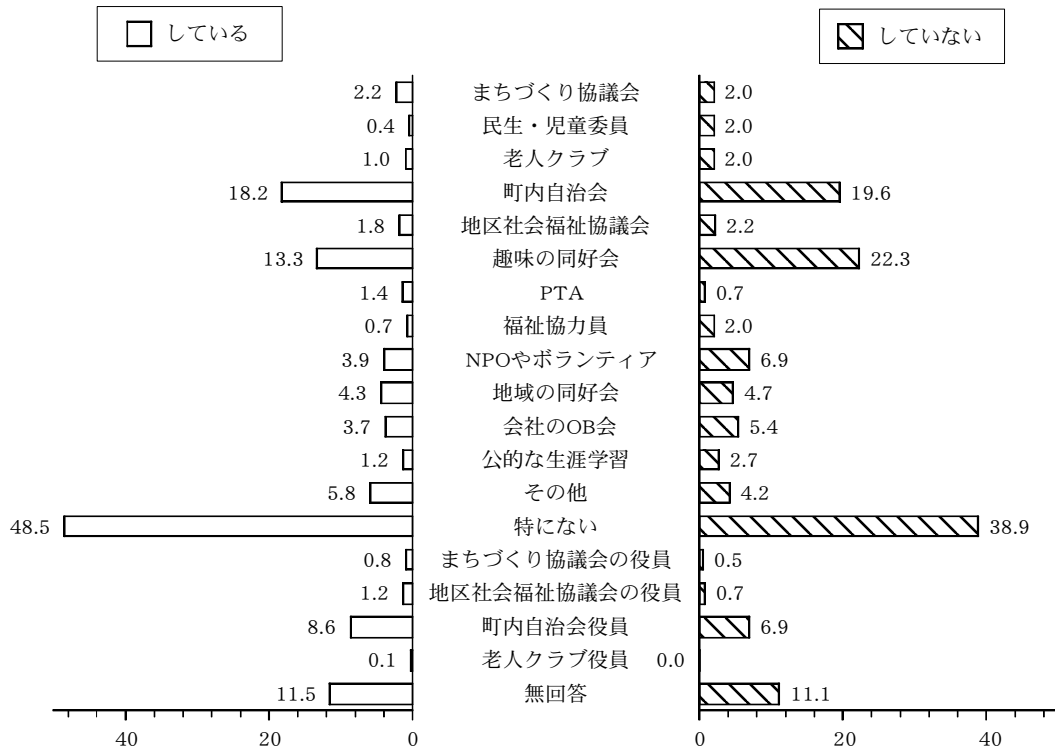 している
していない
2.2 まちづくり協議会 2.0
0.4 民生・児童委員 2.0
1.0 老人クラブ 2.0
18.2 町内自治会 19.6
1.8 地区社会福祉協議会 2.2
13.3 趣味の同好会 22.3
1.4 PTA 0.7
0.7 福祉協力員 2.0
3.9 NPOやボランティア 6.9
4.3 地域の同好会 4.7
3.7 会社のOB会 5.4
1.2 公的な生涯学習 2.7
5.8 その他 4.2
48.5 特にない 38.9
0.8 まちづくり協議会の役員 0.5
1.2 地区社会福祉協議会の役員 0.7
8.6 町内自治会役員 6.9
0.1 老人クラブ役員 0.0
11.5 無回答 11.1
40 20 0 0 20 40